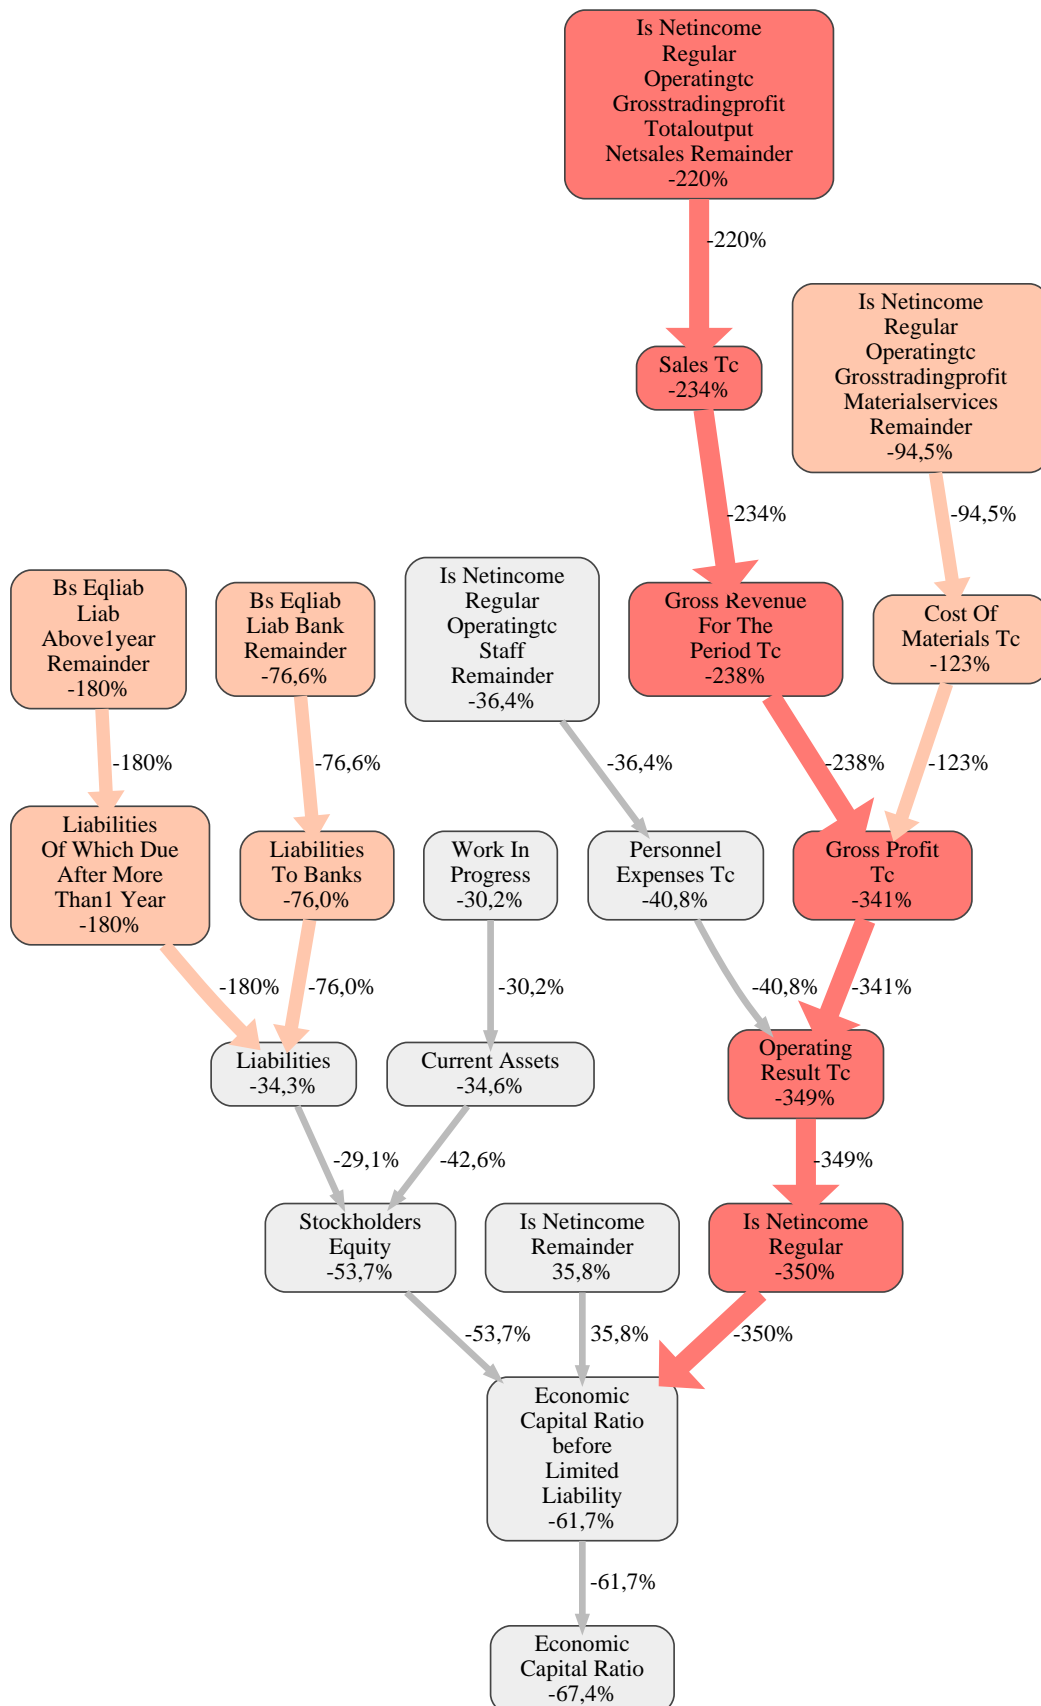 Is Netincome
Regular
Operatingtc
Grosstradingprofit
Totaloutput
Netsales Remainder
-220%
-220%
Is Netincome
Regular
Operatingtc
Grosstradingprofit
Materialservices
Remainder
-94,5%
Sales Tc
-234%
-234%
-94,5%
Bs Eqliab
Liab
Above1year
Remainder
-180%
Bs Eqliab
Liab Bank
Remainder
-76,6%
Is Netincome
Regular
Operatingtc
Staff
Remainder
-36,4%
Gross Revenue
For The
Period Tc
-238%
Cost Of
Materials Tc
-123%
-180%
-76,6%
-36,4%
-238%
-123%
Liabilities
Of Which Due
After More
Than1 Year
-180%
Liabilities
To Banks
-76,0%
Work In
Progress
-30,2%
Personnel
Expenses Tc
-40,8%
Gross Profit
Tc
-341%
-180%
-76,0%
-30,2%
-40,8%
-341%
Liabilities
-34,3%
Current Assets
-34,6%
Operating
Result Tc
-349%
-29,1%
-42,6%
-349%
Stockholders
Equity
-53,7%
Is Netincome
Remainder
35,8%
Is Netincome
Regular
-350%
-53,7%
35,8%
-350%
Economic
Capital Ratio
before
Limited
Liability
-61,7%
-61,7%
Economic
Capital Ratio
-67,4%